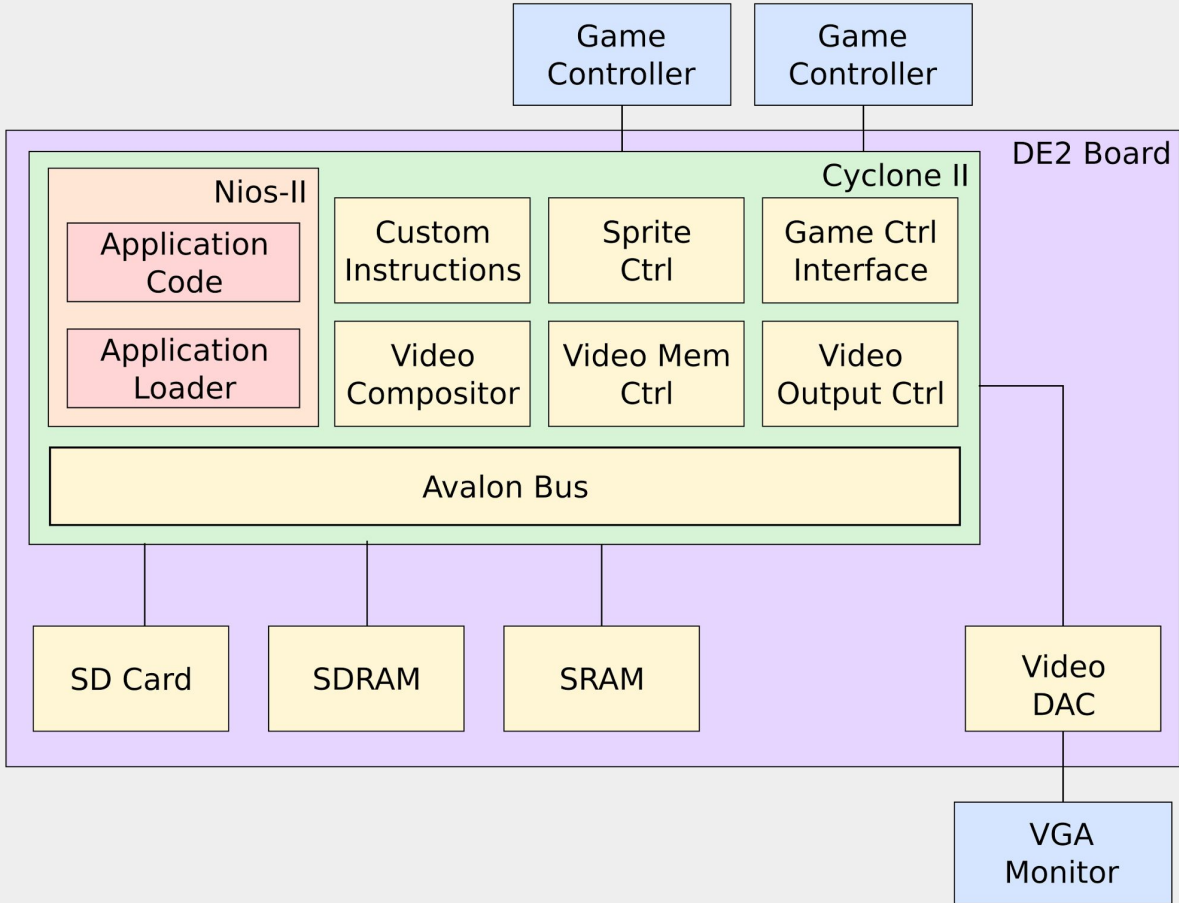 Game
Controller
Game
Controller
DE2 Board
Cyclone II
Nios-II
Application
Code
Application
Loader
Custom
Instructions
Sprite
Ctrl
Game Ctrl
Interface
Video
Compositor
Video Mem
Ctrl
Video
Output Ctrl
Avalon Bus
SD Card
SDRAM
SRAM
Video
DAC
VGA
Monitor